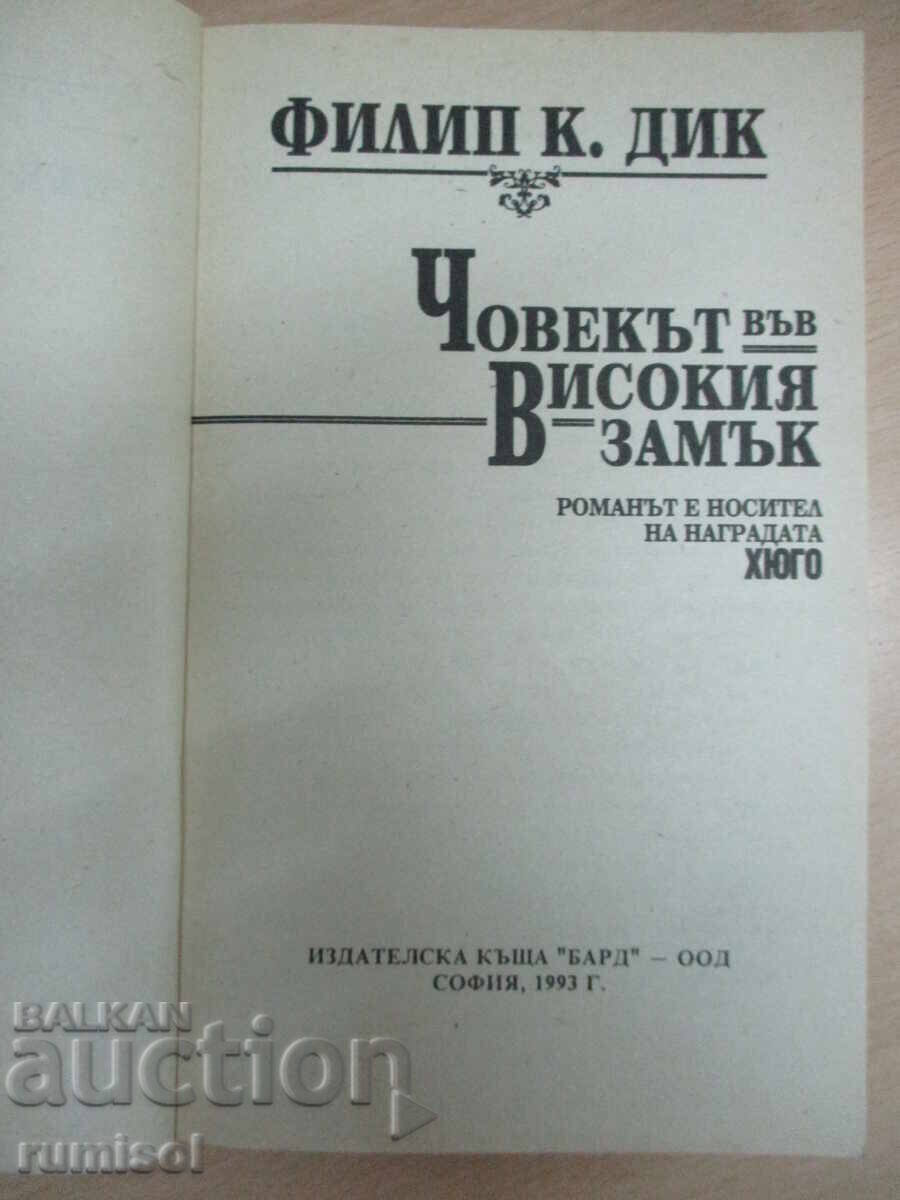 ФИЛИП К. ДИК
ЧОВЕКЪТ ВЪВ
ВИСОКИЯ
ЗАМЪК
РОМАНЪТ Е НОСИТЕЛ
НА НАГРАДАТА
ХЮГО
ИЗДАТЕЛСКА КЪЩА "БАРД" – ООД
СОФИЯ, 1993 Г.
BALKAN
auction
rumisol